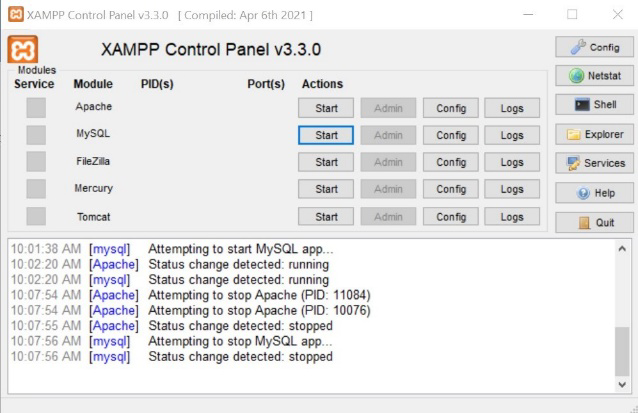 XAMPP Control Panel v3.3.0 [ Compiled: Apr 6th 2021 ]
XAMPP Control Panel v3.3.0
Config
Modules
Service Module PID(s) Port(s) Actions
Netstat
Apache Start Admin Config Logs
Shell
MySQL Start Admin Config Logs
Explorer
FileZilla Start Admin Config Logs
Services
Mercury Start Admin Config Logs
Help
Tomcat Start Admin Config Logs
Quit
10:01:38 AM [mysql] Attempting to start MySQL app...
10:02:20 AM [Apache] Status change detected: running
10:02:20 AM [mysql] Status change detected: running
10:07:54 AM [Apache] Attempting to stop Apache (PID: 11084)
10:07:54 AM [Apache] Attempting to stop Apache (PID: 10076)
10:07:55 AM [Apache] Status change detected: stopped
10:07:56 AM [mysql] Attempting to stop MySQL app...
10:07:56 AM [mysql] Status change detected: stopped